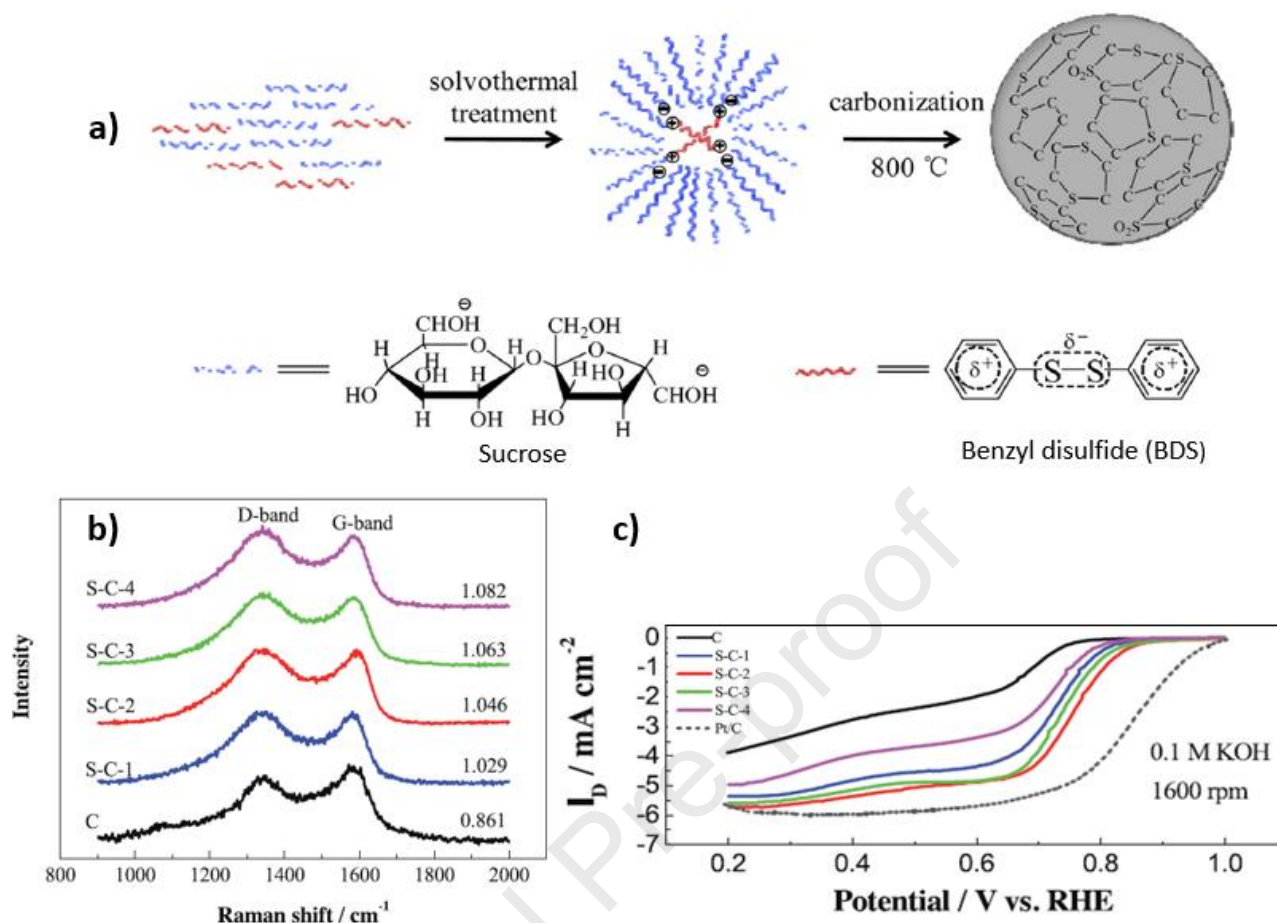 a)
solvothermal
treatment
carbonization
800 ℃
CHOH⊖
H
O
H
H
OH
H
HO
H
OH
O
CH₂OH
O
H
HO
H
HO
H
CHOH⊖
Sucrose
δ⁺
δ⁻
S–S
δ⁺
Benzyl disulfide (BDS)
b)
D-band
G-band
S-C-4
1.082
S-C-3
1.063
S-C-2
1.046
S-C-1
1.029
C
0.861
Intensity
800 1000 1200 1400 1600 1800 2000
Raman shift / cm⁻¹
c)
C
S-C-1
S-C-2
S-C-3
S-C-4
Pt/C
0
-1
-2
-3
-4
-5
-6
-7
I_D / mA cm⁻²
0.1 M KOH
1600 rpm
0.2 0.4 0.6 0.8 1.0
Potential / V vs. RHE
Pre-proof